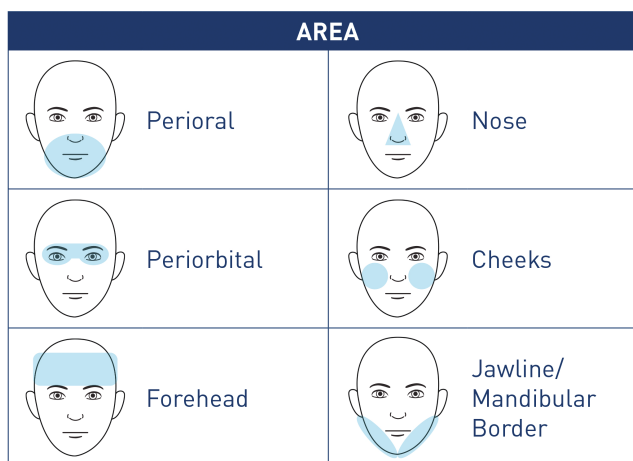 AREA
Perioral
Nose
Periorbital
Cheeks
Forehead
Jawline/
Mandibular
Border